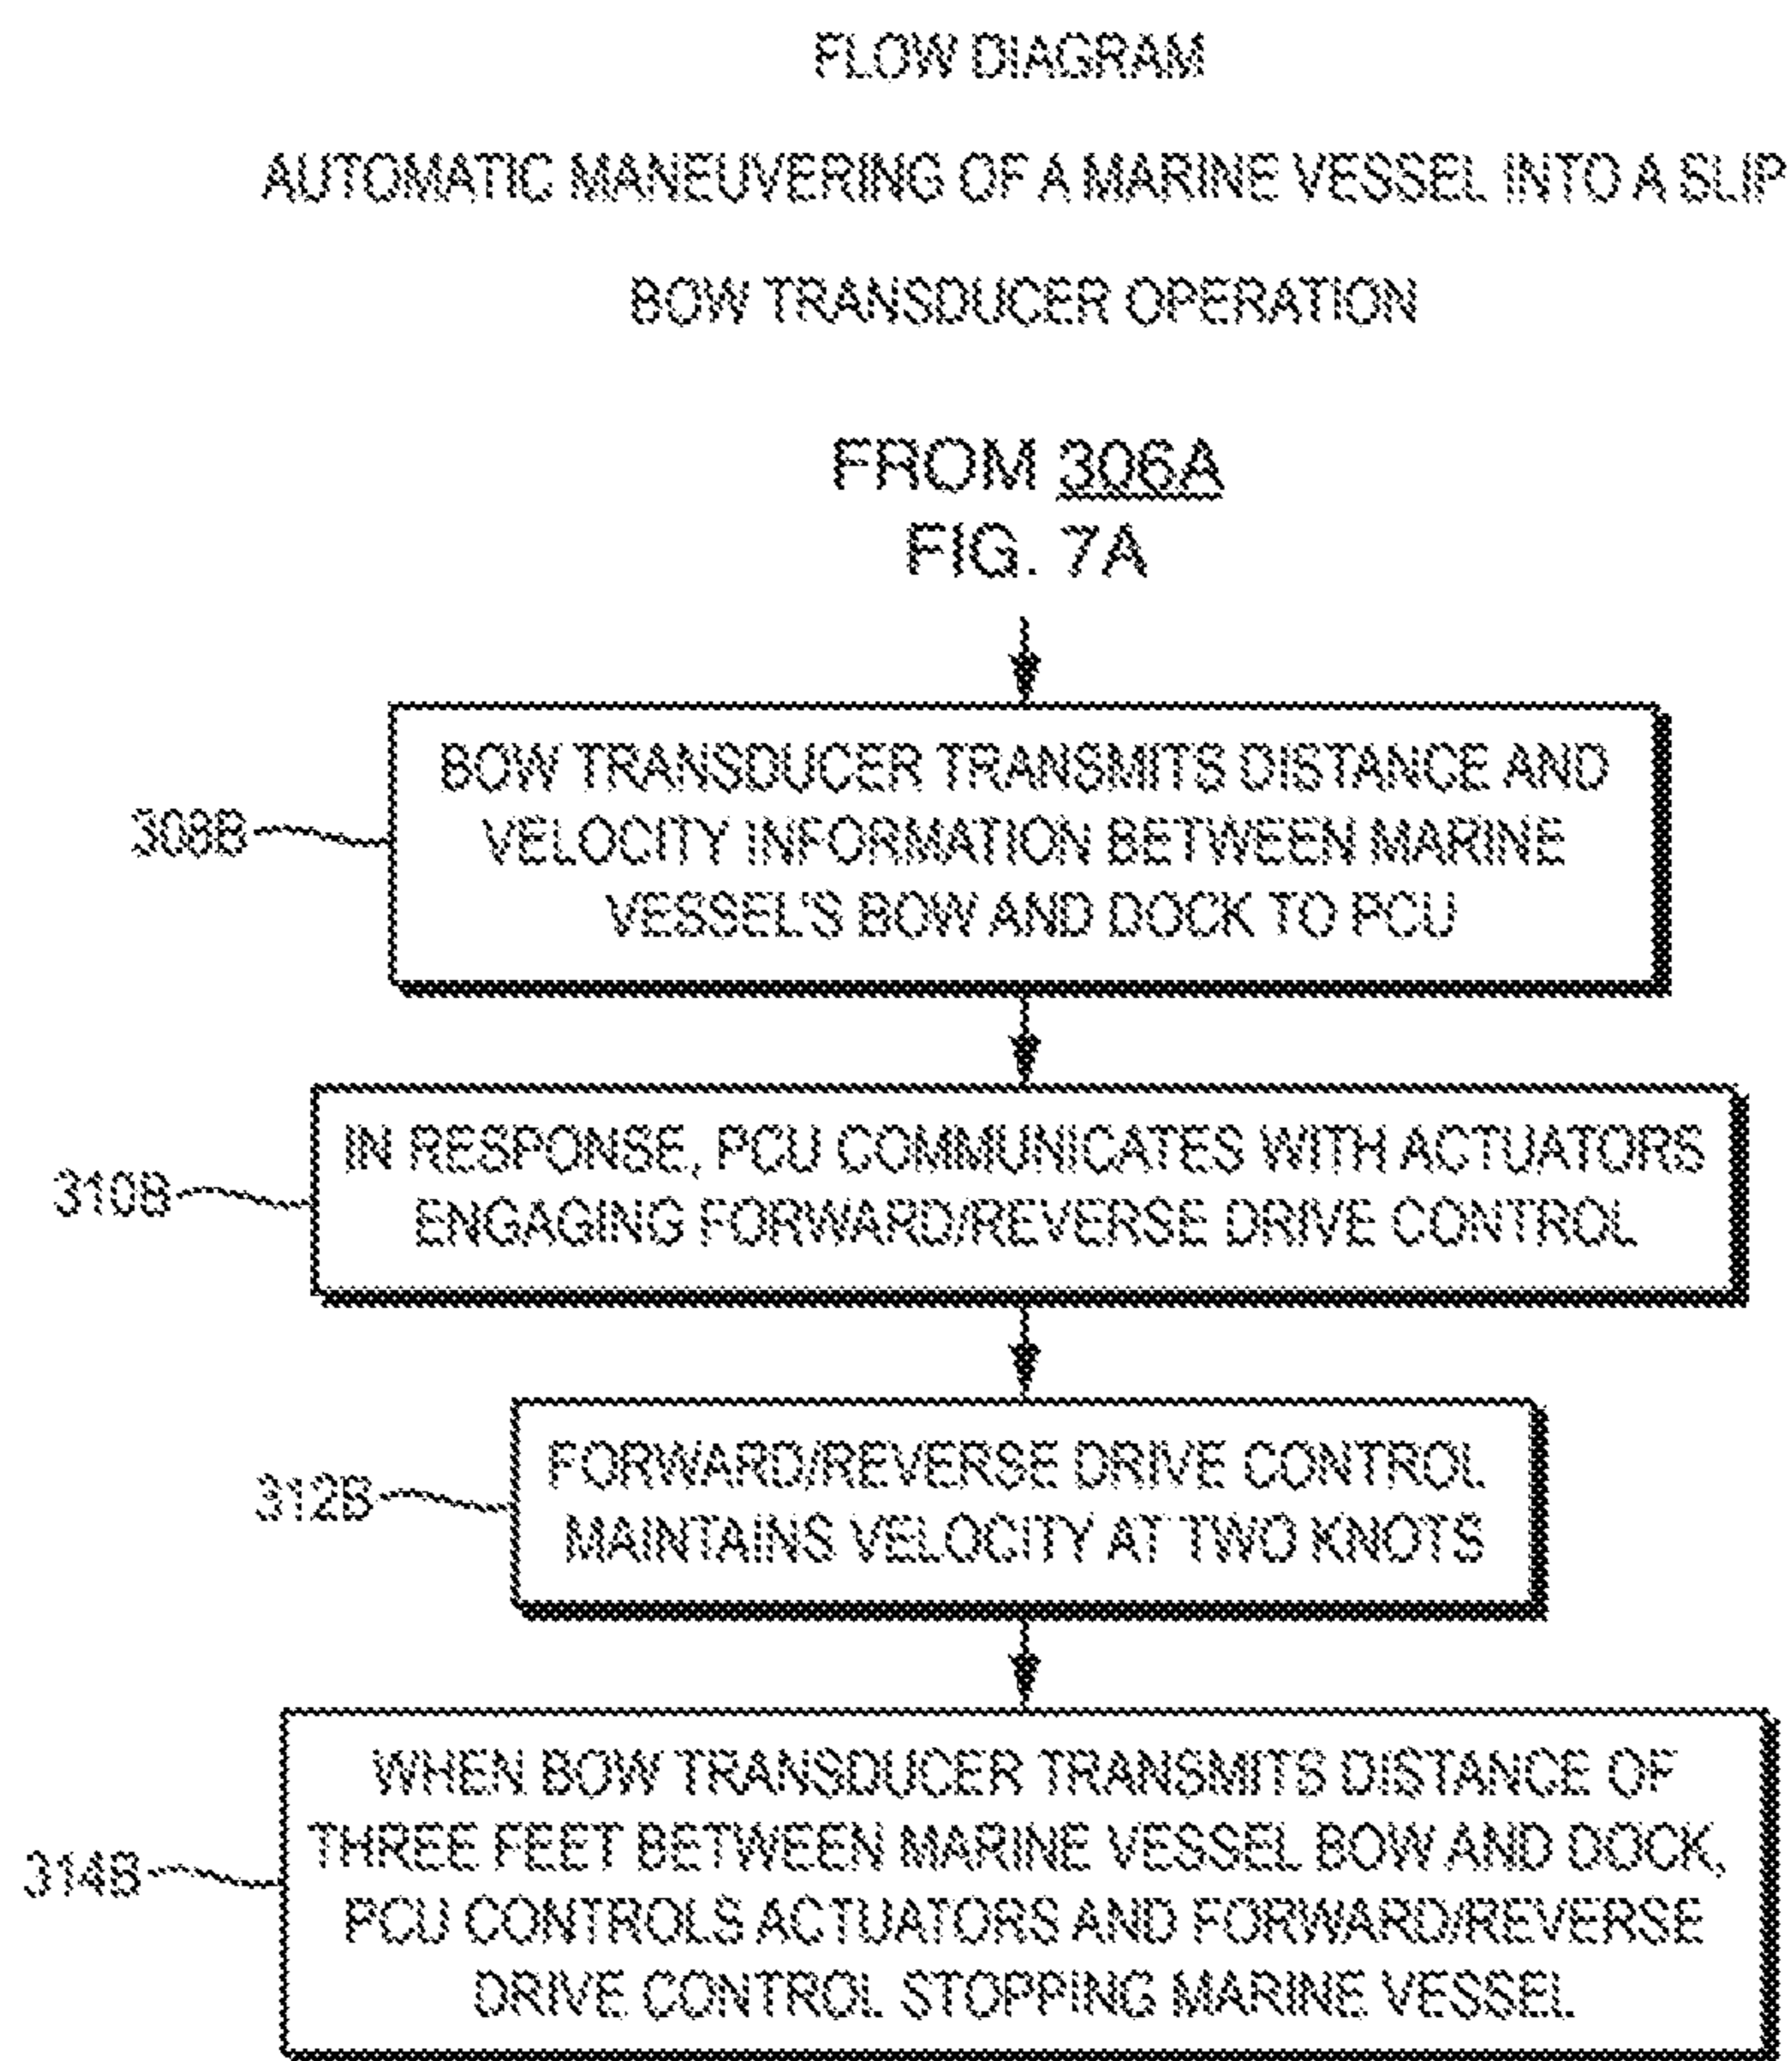 FLOW DIAGRAM
AUTOMATIC MANEUVERING OF A MARINE VESSEL INTO A SLIP
BOW TRANSDUCER OPERATION
FROM 306A
FIG. 7A
308B
BOW TRANSDUCER TRANSMITS DISTANCE AND
VELOCITY INFORMATION BETWEEN MARINE
VESSEL'S BOW AND DOCK TO PCU
310B
IN RESPONSE, PCU COMMUNICATES WITH ACTUATORS
ENGAGING FORWARD/REVERSE DRIVE CONTROL
312B
FORWARD/REVERSE DRIVE CONTROL
MAINTAINS VELOCITY AT TWO KNOTS
314B
WHEN BOW TRANSDUCER TRANSMITS DISTANCE OF
THREE FEET BETWEEN MARINE VESSEL BOW AND DOCK,
PCU CONTROLS ACTUATORS AND FORWARD/REVERSE
DRIVE CONTROL STOPPING MARINE VESSEL